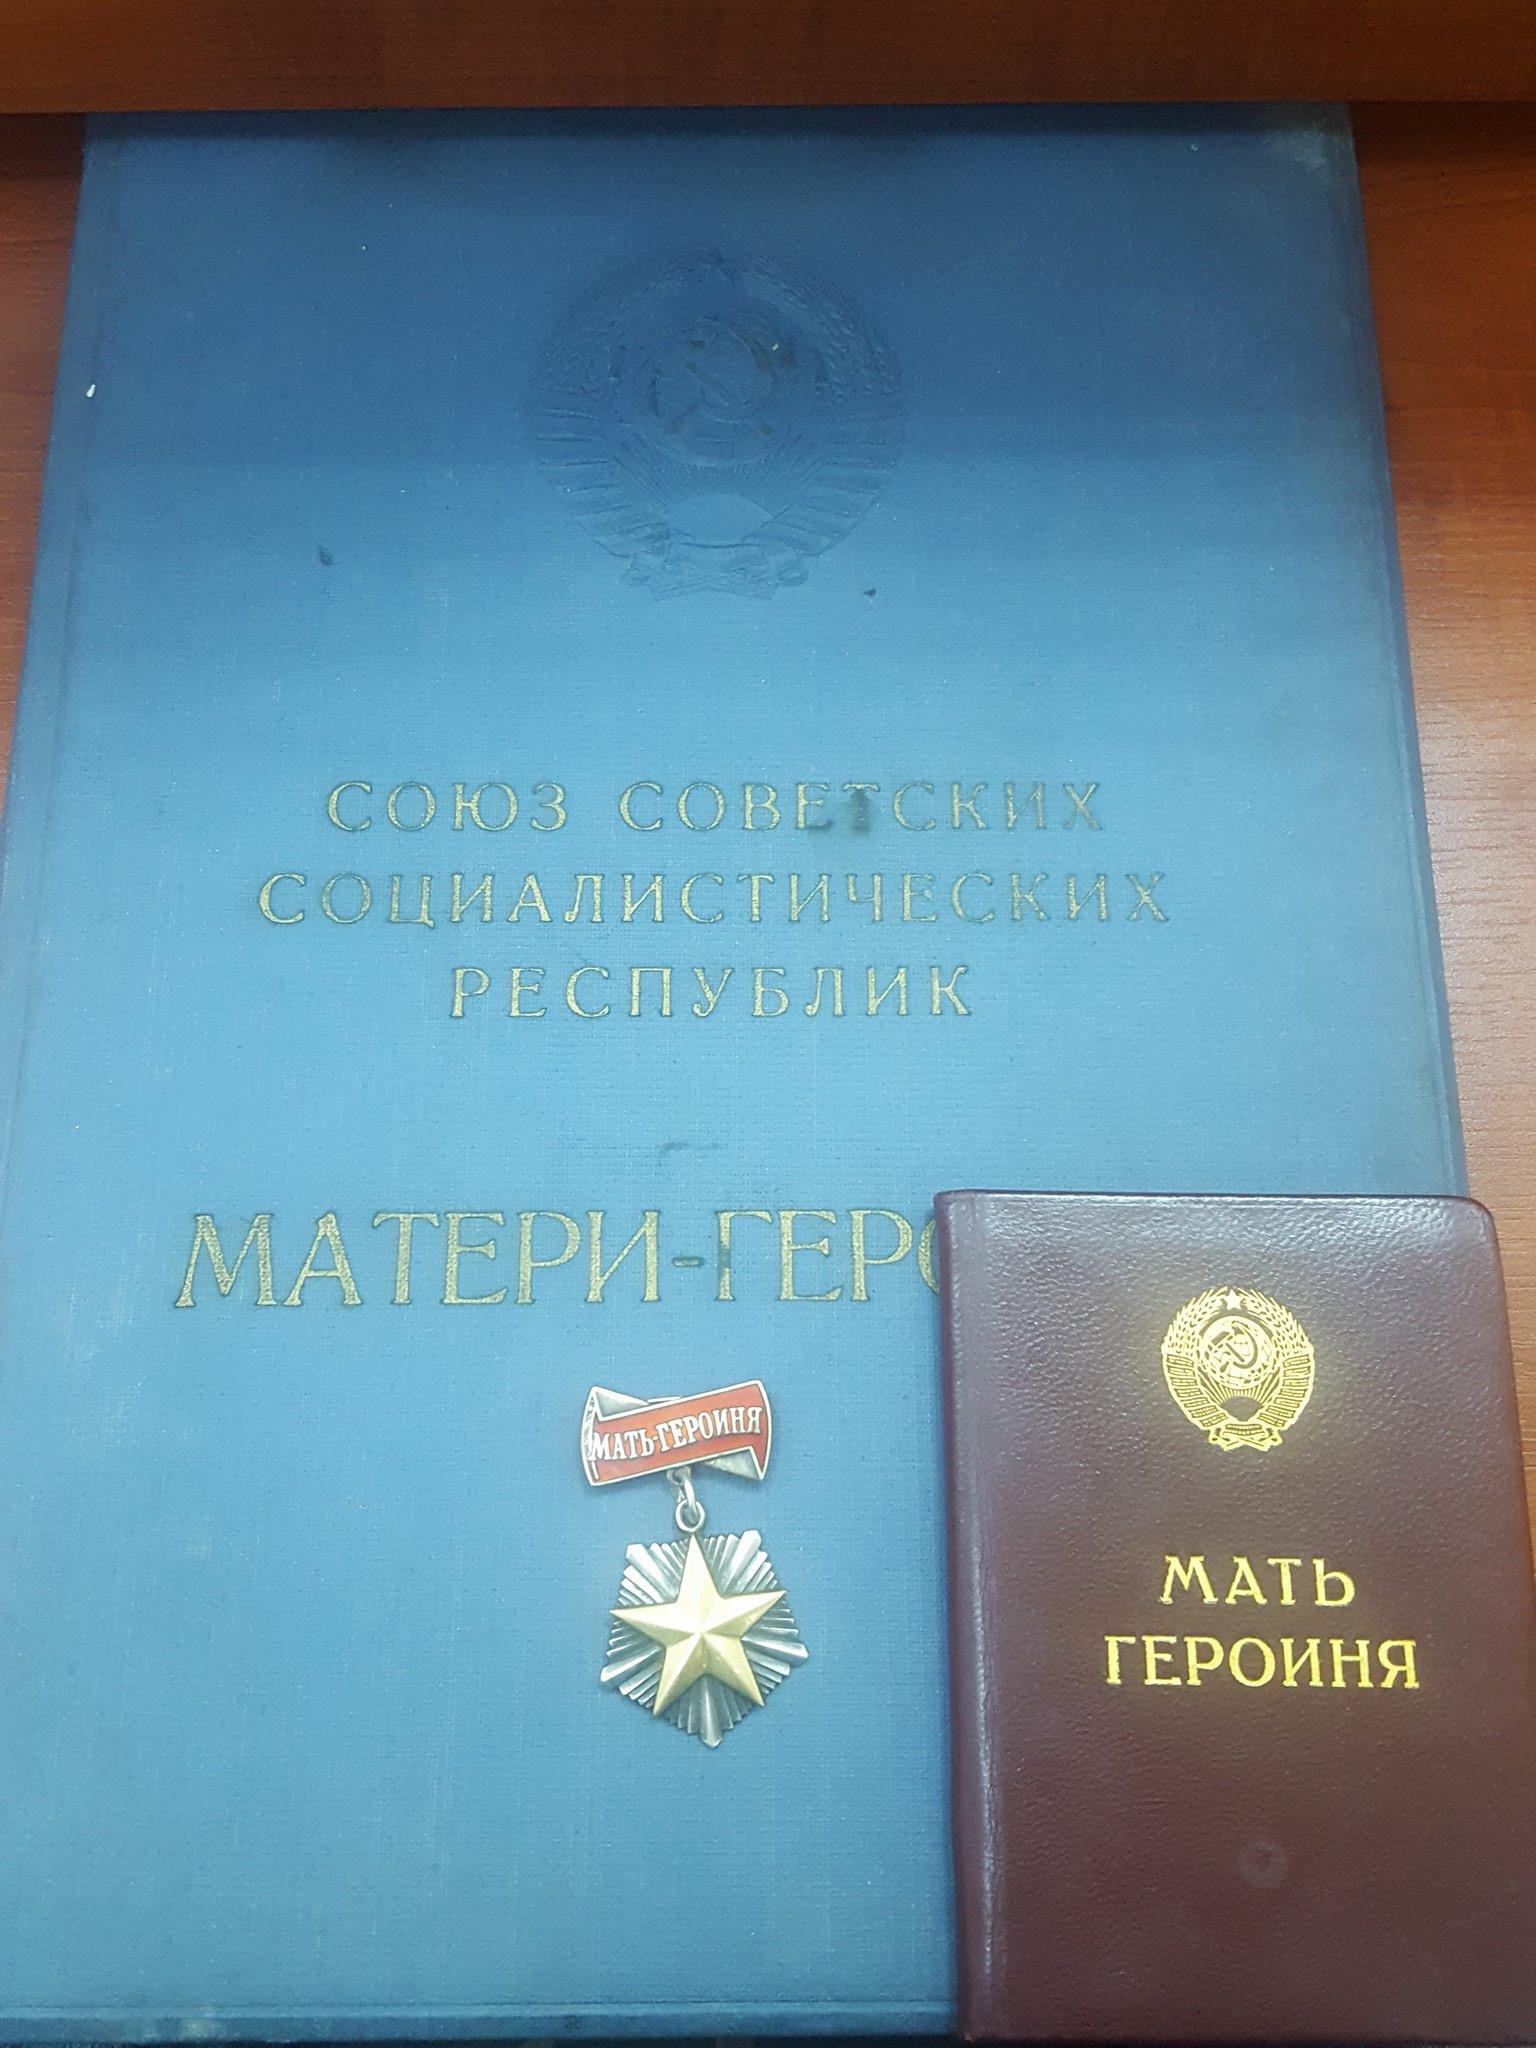 СОЮЗ СОВЕТСКИХ
СОЦИАЛИСТИЧЕСКИХ
РЕСПУБЛИК
МАТЕРИ-ГЕРО
МАТЬ-ГЕРОИНЯ
МАТЬ
ГЕРОИНЯ